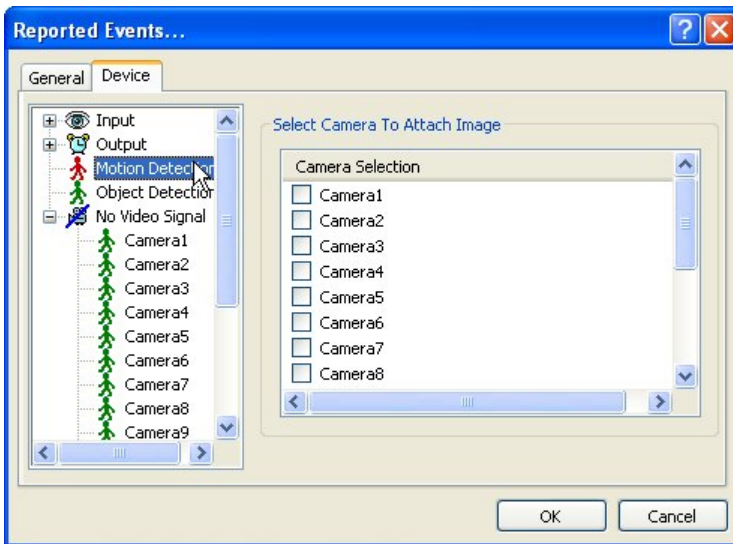 Reported Events...
General
Device
Input
Output
Motion Detection
Object Detection
No Video Signal
Camera1
Camera2
Camera3
Camera4
Camera5
Camera6
Camera7
Camera8
Camera9
Select Camera To Attach Image
Camera Selection
Camera1
Camera2
Camera3
Camera4
Camera5
Camera6
Camera7
Camera8
OK
Cancel